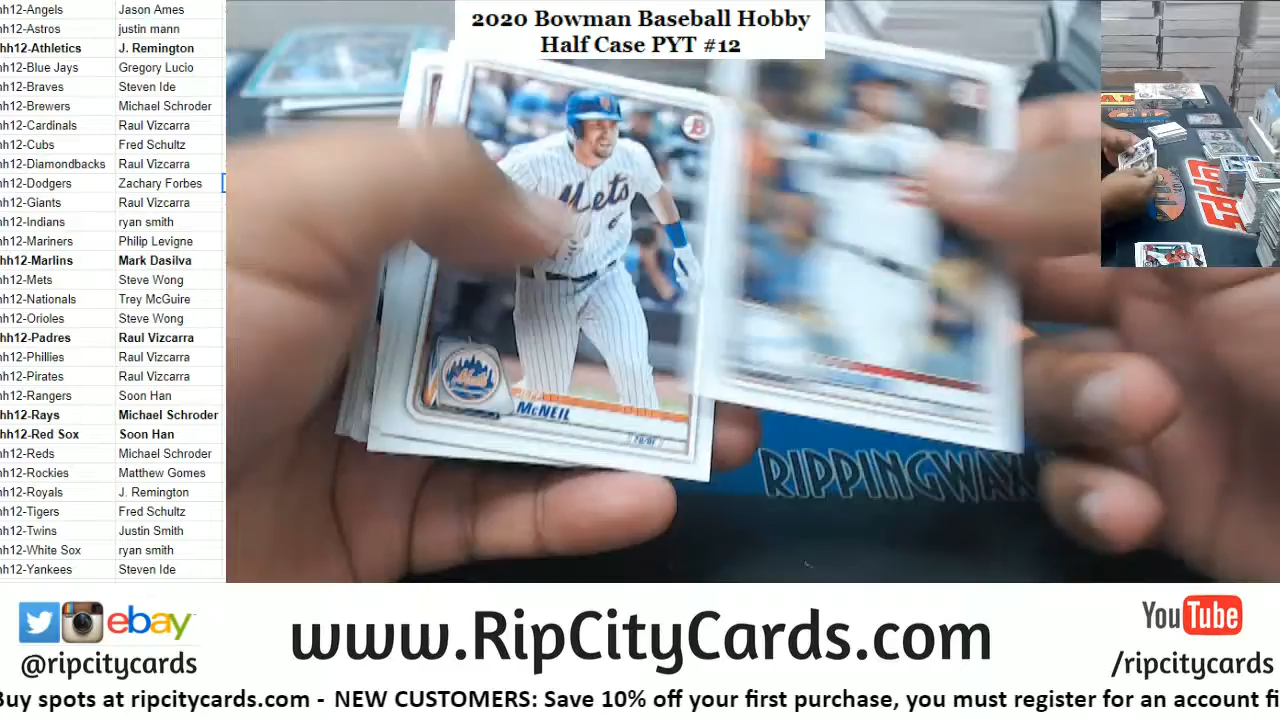 2020 Bowman Baseball Hobby
Half Case PYT #12
hh12-Angels Jason Ames
hh12-Astros justin mann
hh12-Athletics J. Remington
hh12-Blue Jays Gregory Lucio
hh12-Braves Steven Ide
hh12-Brewers Michael Schroder
hh12-Cardinals Raul Vizcarra
hh12-Cubs Fred Schultz
hh12-Diamondbacks Raul Vizcarra
hh12-Dodgers Zachary Forbes
hh12-Giants Raul Vizcarra
hh12-Indians ryan smith
hh12-Mariners Philip Levigne
hh12-Marlins Mark Dasilva
hh12-Mets Steve Wong
hh12-Nationals Trey McGuire
hh12-Orioles Steve Wong
hh12-Padres Raul Vizcarra
hh12-Phillies Raul Vizcarra
hh12-Pirates Raul Vizcarra
hh12-Rangers Soon Han
hh12-Rays Michael Schroder
hh12-Red Sox Soon Han
hh12-Reds Michael Schroder
hh12-Rockies Matthew Gomes
hh12-Royals J. Remington
hh12-Tigers Fred Schultz
hh12-Twins Justin Smith
hh12-White Sox ryan smith
hh12-Yankees Steven Ide
Mets
6
B
Mets
McNEIL
2B/OF
RIPPINGWAX
topps
ebay
@ripcitycards
www.RipCityCards.com
YouTube
/ripcitycards
Buy spots at ripcitycards.com - NEW CUSTOMERS: Save 10% off your first purchase, you must register for an account fi